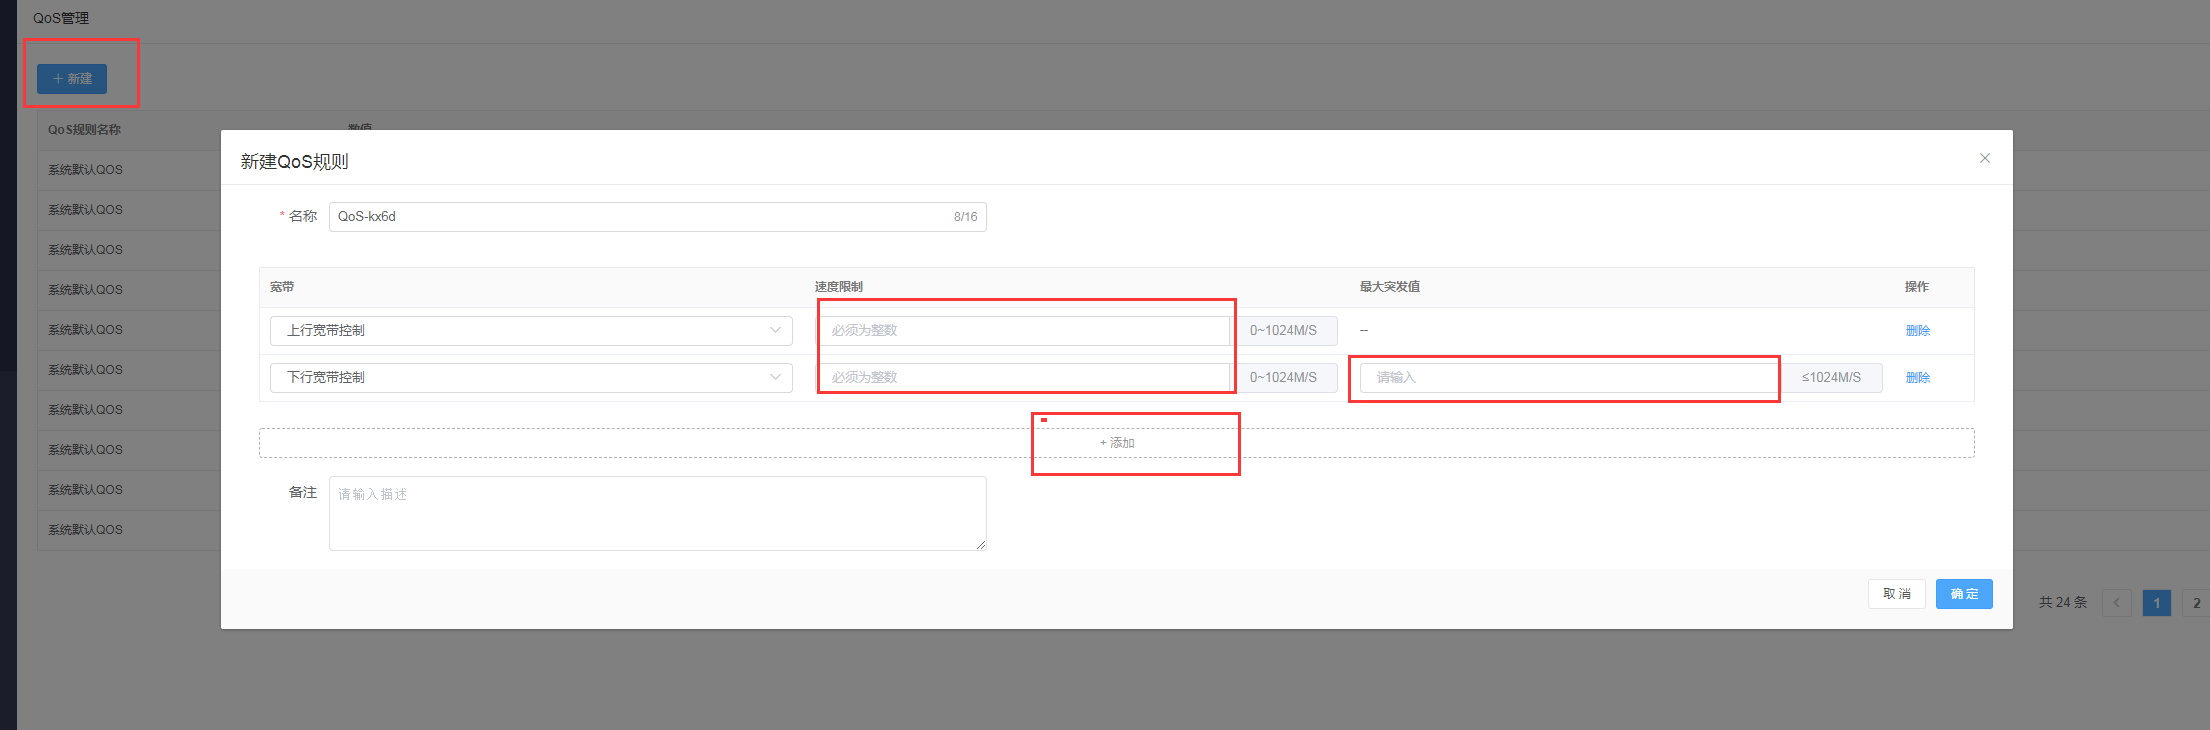 QoS管理
+ 新建
QoS规则名称 数值
系统默认QOS
系统默认QOS
系统默认QOS
系统默认QOS
系统默认QOS
系统默认QOS
系统默认QOS
系统默认QOS
系统默认QOS
系统默认QOS
新建QoS规则
* 名称 QoS-kx6d 8/16
宽带 速度限制 最大突发值 操作
上行宽带控制 必须为整数 0~1024M/S -- 删除
下行宽带控制 必须为整数 0~1024M/S 请输入 ≤1024M/S 删除
+ 添加
备注 请输入描述
取消 确定
共 24 条 < 1 2